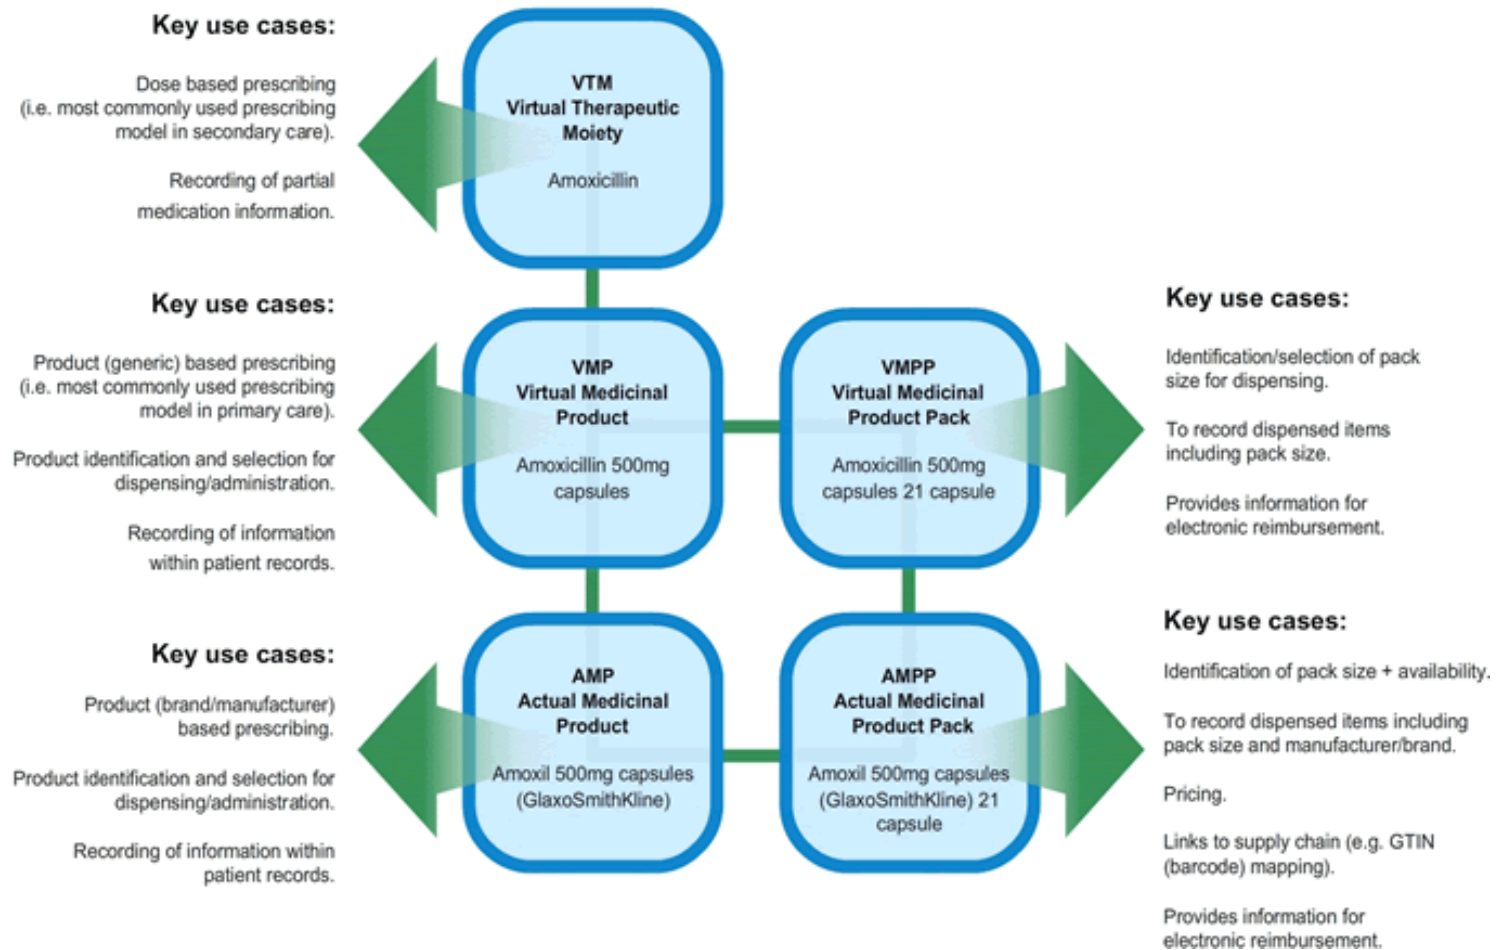 Key use cases:
Dose based prescribing
(i.e. most commonly used prescribing
model in secondary care).
Recording of partial
medication information.
VTM
Virtual Therapeutic
Moiety
Amoxicillin
Key use cases:
Product (generic) based prescribing
(i.e. most commonly used prescribing
model in primary care).
Product identification and selection for
dispensing/administration.
Recording of information
within patient records.
VMP
Virtual Medicinal
Product
Amoxicillin 500mg
capsules
VMPP
Virtual Medicinal
Product Pack
Amoxicillin 500mg
capsules 21 capsule
Key use cases:
Identification/selection of pack
size for dispensing.
To record dispensed items
including pack size.
Provides information for
electronic reimbursement.
Key use cases:
Product (brand/manufacturer)
based prescribing.
Product identification and selection for
dispensing/administration.
Recording of information within
patient records.
AMP
Actual Medicinal
Product
Amoxil 500mg capsules
(GlaxoSmithKline)
AMPP
Actual Medicinal
Product Pack
Amoxil 500mg capsules
(GlaxoSmithKline) 21
capsule
Key use cases:
Identification of pack size + availability.
To record dispensed items including
pack size and manufacturer/brand.
Pricing.
Links to supply chain (e.g. GTIN
(barcode) mapping).
Provides information for
electronic reimbursement.